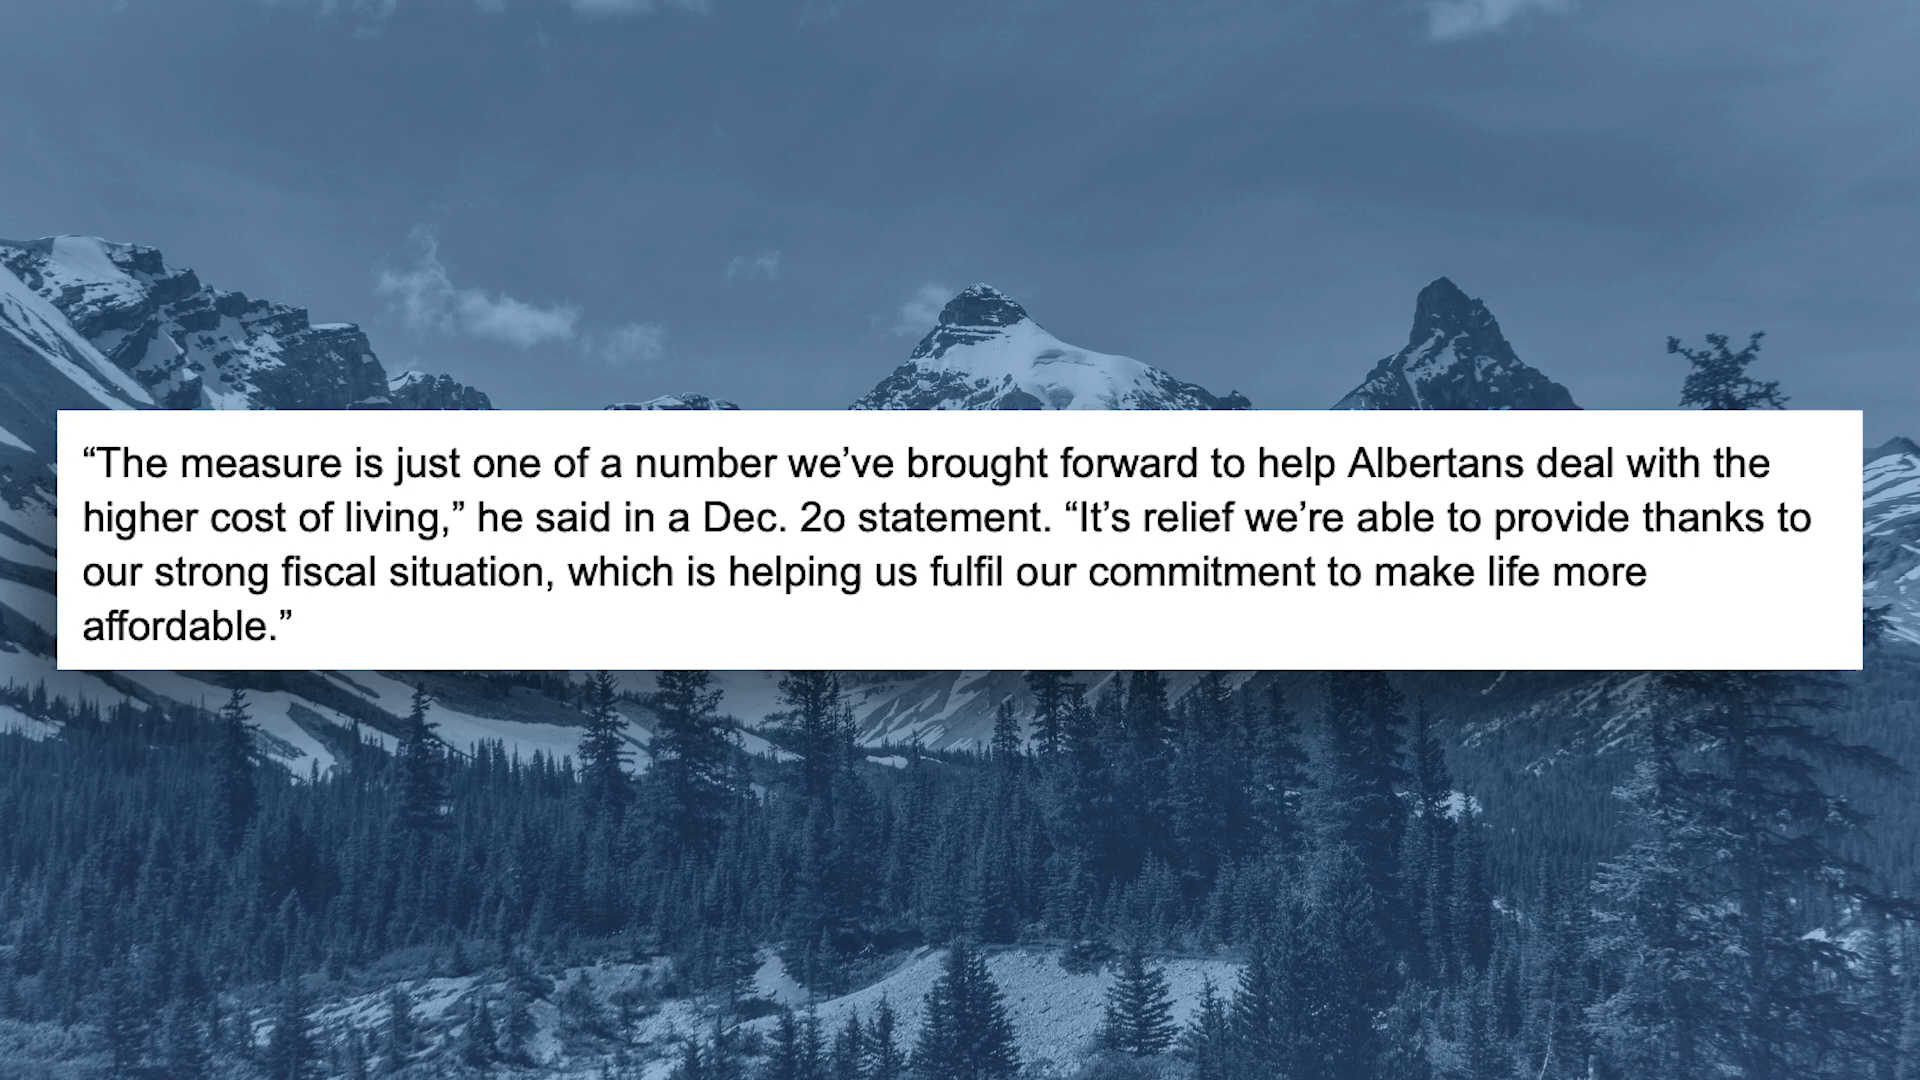 “The measure is just one of a number we’ve brought forward to help Albertans deal with the
higher cost of living,” he said in a Dec. 2o statement. “It’s relief we’re able to provide thanks to
our strong fiscal situation, which is helping us fulfil our commitment to make life more
affordable.”